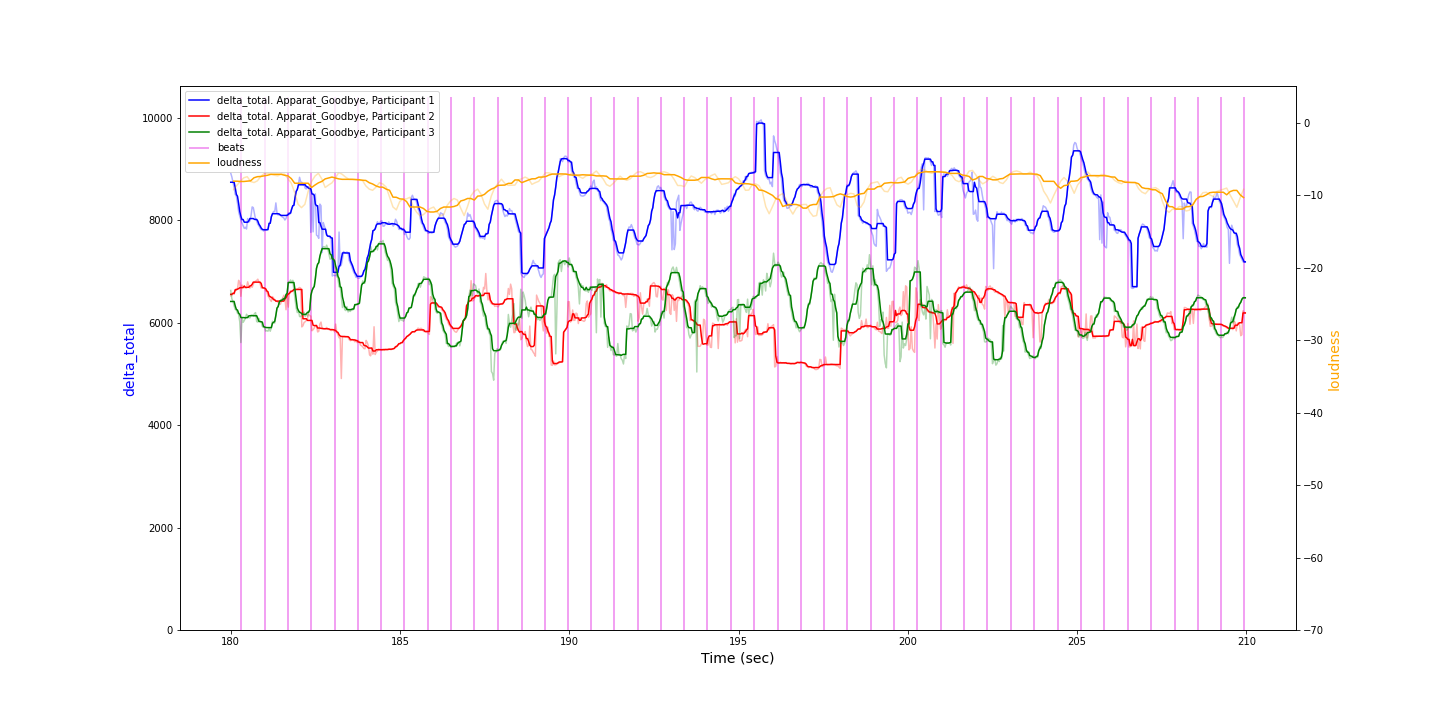 delta_total. Apparat_Goodbye, Participant 1
delta_total. Apparat_Goodbye, Participant 2
delta_total. Apparat_Goodbye, Participant 3
beats
loudness
10000
8000
6000
4000
2000
0
delta_total
0
−10
−20
−30
−40
−50
−60
−70
loudness
180
185
190
195
200
205
210
Time (sec)